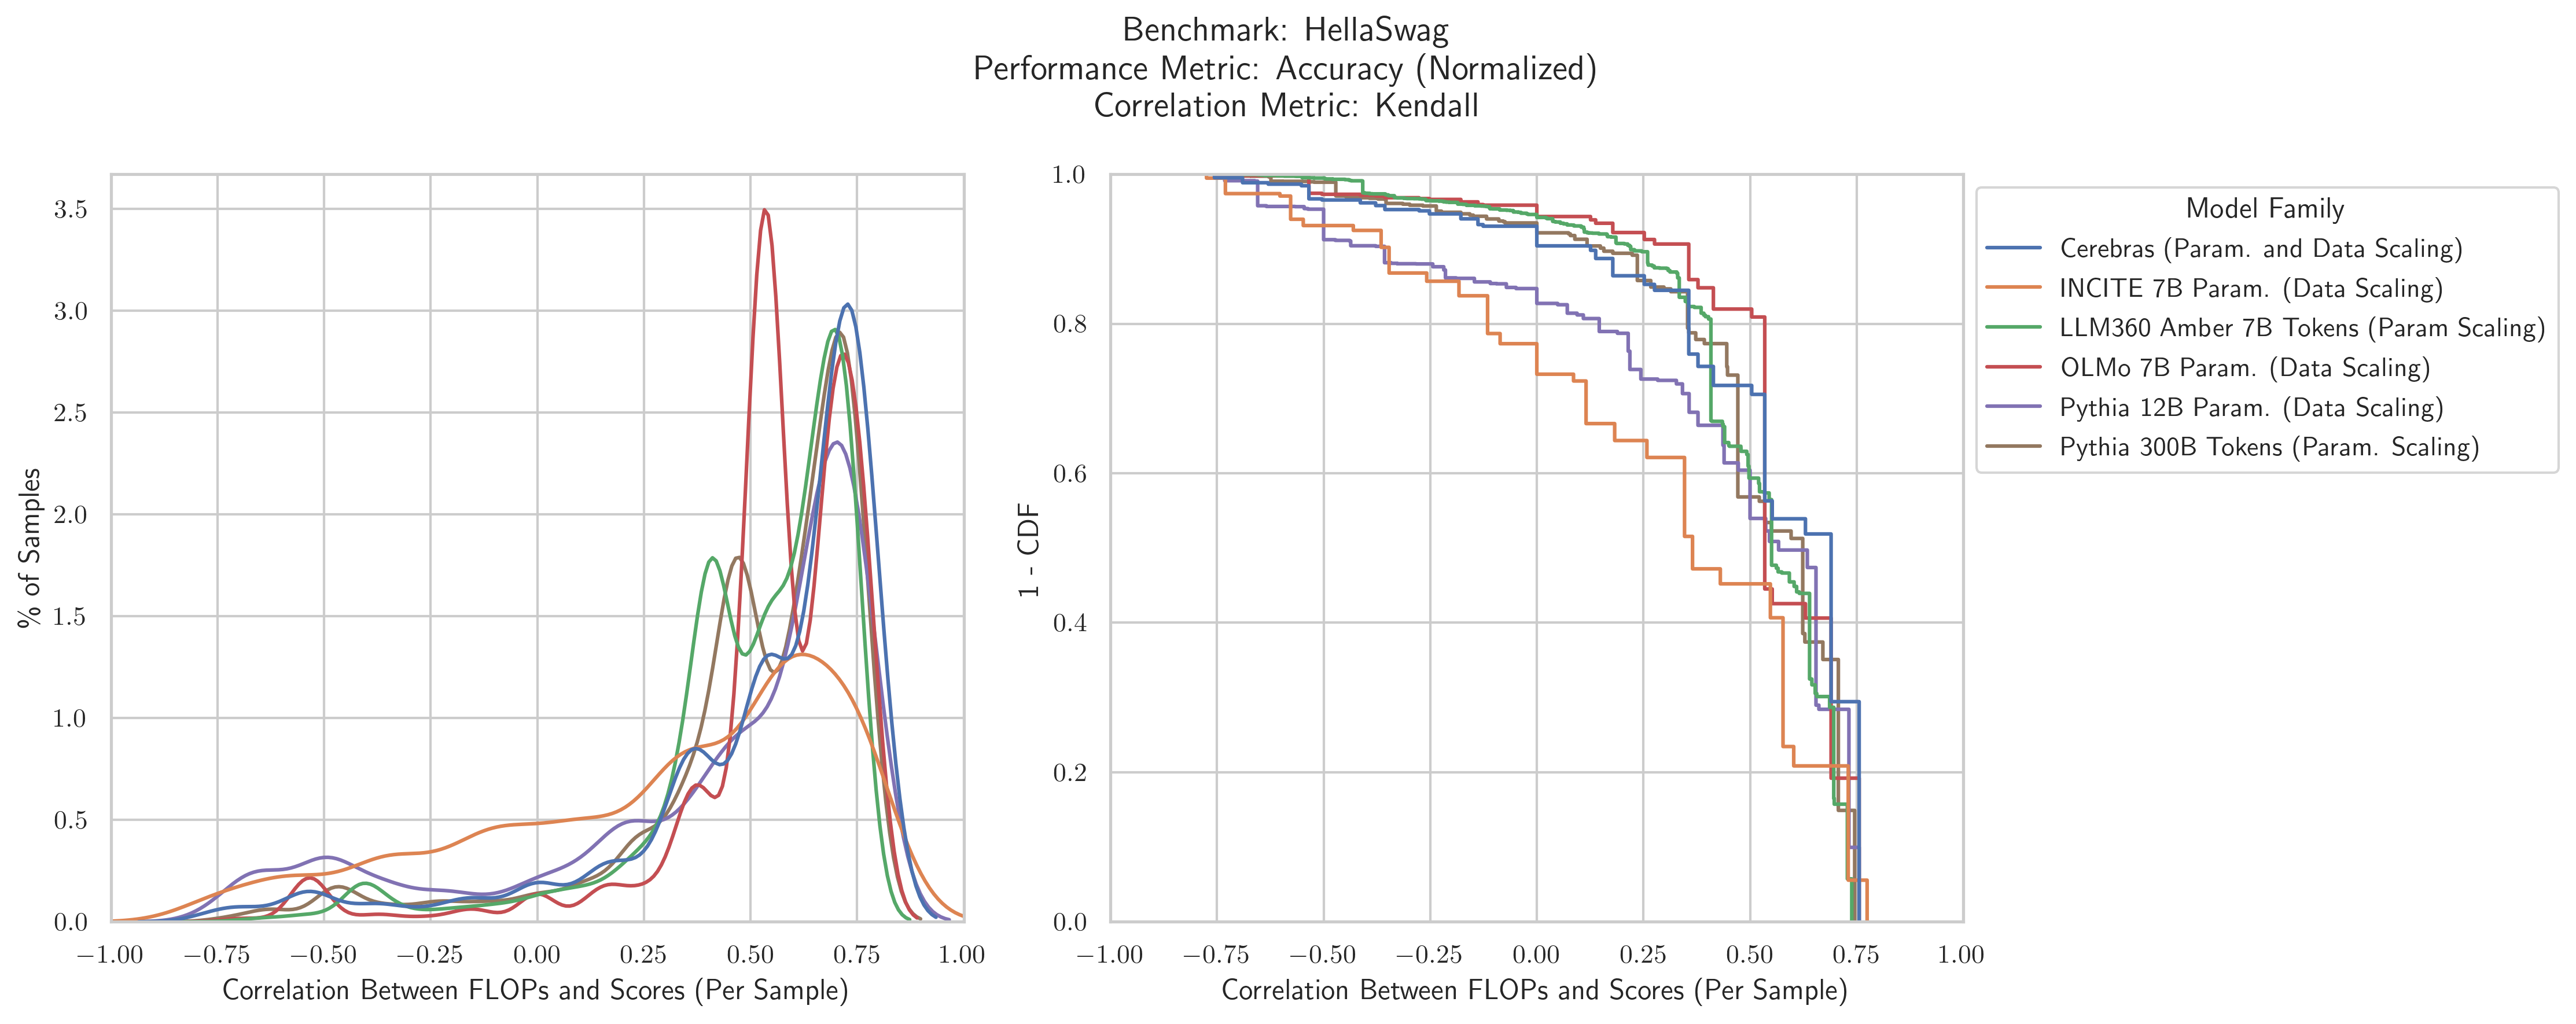 Benchmark: HellaSwag
Performance Metric: Accuracy (Normalized)
Correlation Metric: Kendall
% of Samples
3.5
3.0
2.5
2.0
1.5
1.0
0.5
0.0
−1.00 −0.75 −0.50 −0.25 0.00 0.25 0.50 0.75 1.00
Correlation Between FLOPs and Scores (Per Sample)
1 - CDF
1.0
0.8
0.6
0.4
0.2
0.0
−1.00 −0.75 −0.50 −0.25 0.00 0.25 0.50 0.75 1.00
Correlation Between FLOPs and Scores (Per Sample)
Model Family
Cerebras (Param. and Data Scaling)
INCITE 7B Param. (Data Scaling)
LLM360 Amber 7B Tokens (Param Scaling)
OLMo 7B Param. (Data Scaling)
Pythia 12B Param. (Data Scaling)
Pythia 300B Tokens (Param. Scaling)